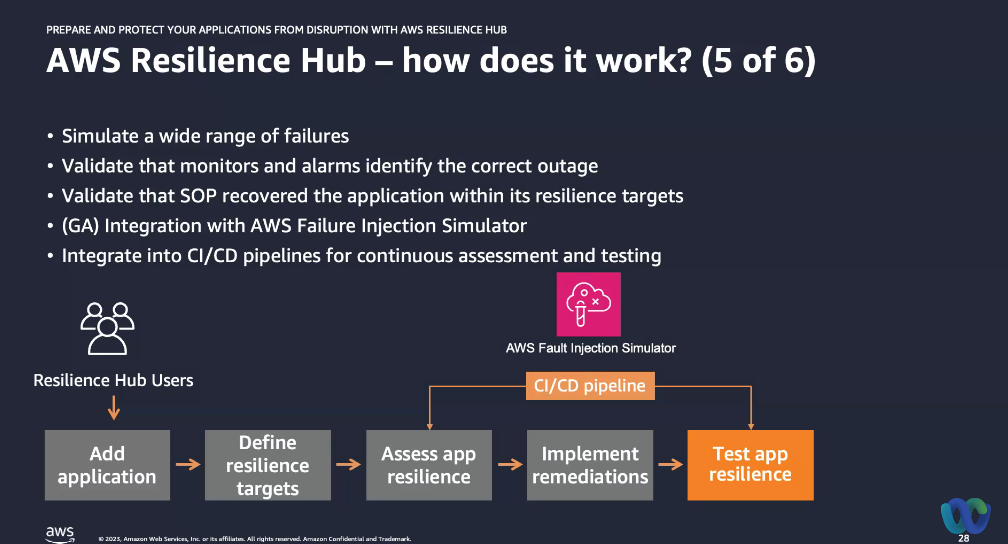 PREPARE AND PROTECT YOUR APPLICATIONS FROM DISRUPTION WITH AWS RESILIENCE HUB
AWS Resilience Hub – how does it work? (5 of 6)
• Simulate a wide range of failures
• Validate that monitors and alarms identify the correct outage
• Validate that SOP recovered the application within its resilience targets
• (GA) Integration with AWS Failure Injection Simulator
• Integrate into CI/CD pipelines for continuous assessment and testing
AWS Fault Injection Simulator
Resilience Hub Users
CI/CD pipeline
Add
application
Define
resilience
targets
Assess app
resilience
Implement
remediations
Test app
resilience
aws
© 2023, Amazon Web Services, Inc. or its affiliates. All rights reserved. Amazon Confidential and Trademark.
28